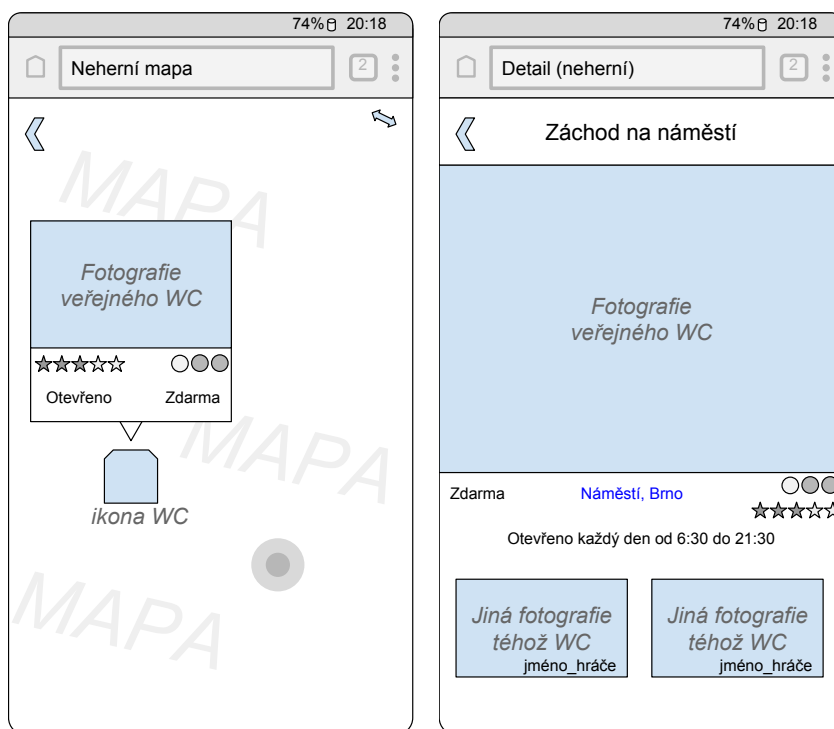 74% 20:18
Neherní mapa
2
MAPA
Fotografie
veřejného WC
Otevřeno Zdarma
MAPA
ikona WC
MAPA
74% 20:18
Detail (neherní)
2
Záchod na náměstí
Fotografie
veřejného WC
Zdarma Náměstí, Brno
Otevřeno každý den od 6:30 do 21:30
Jiná fotografie
téhož WC
jméno_hráče
Jiná fotografie
téhož WC
jméno_hráče